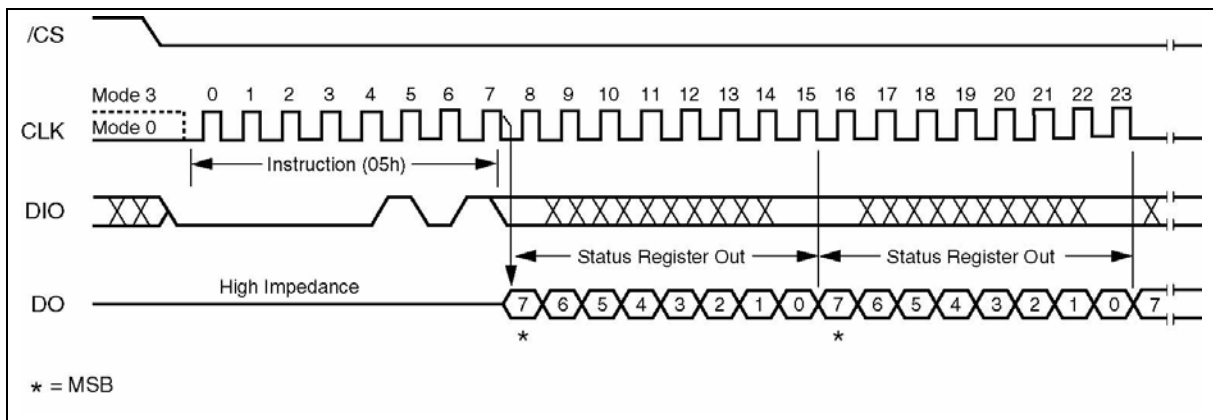 /CS
Mode 3 0 1 2 3 4 5 6 7 8 9 10 11 12 13 14 15 16 17 18 19 20 21 22 23
CLK Mode 0
Instruction (05h)
DIO
Status Register Out Status Register Out
High Impedance
DO 7 6 5 4 3 2 1 0 7 6 5 4 3 2 1 0 7
* *
* = MSB